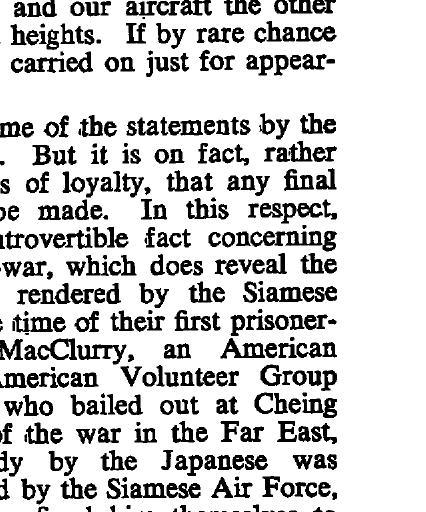 and our aircraft the other
heights. If by rare chance
carried on just for appear-
me of the statements by the
. But it is on fact, rather
s of loyalty, that any final
be made. In this respect,
trovertible fact concerning
-war, which does reveal the
rendered by the Siamese
time of their first prisoner-
MacClurry, an American
American Volunteer Group
who bailed out at Cheing
of the war in the Far East,
dy by the Japanese was
d by the Siamese Air Force,